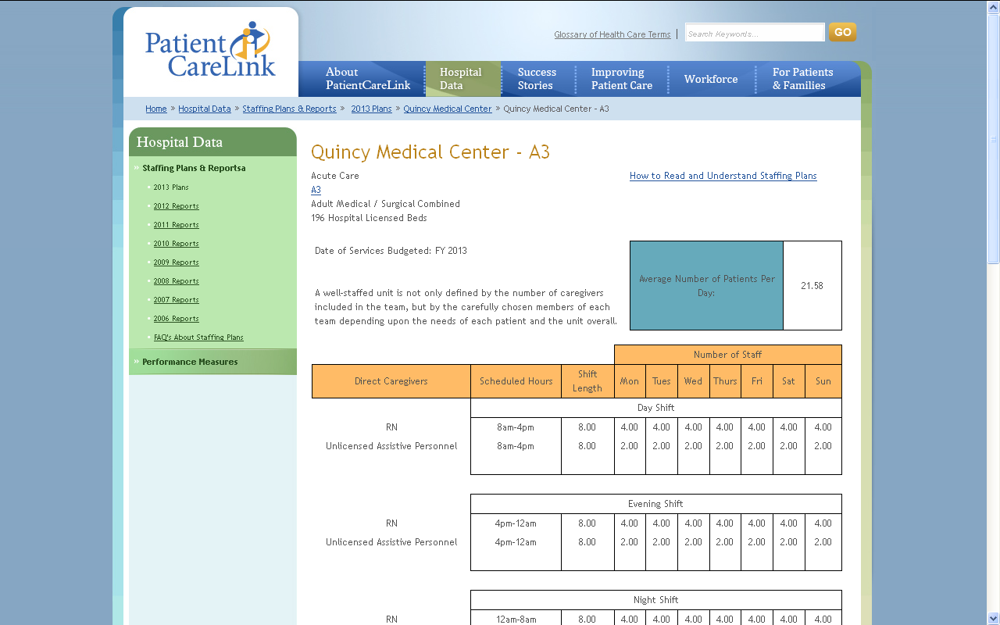 Patient
CareLink
Glossary of Health Care Terms |
Search Keywords...
GO
About
PatientCareLink
Hospital
Data
Success
Stories
Improving
Patient Care
Workforce
For Patients
& Families
Home » Hospital Data » Staffing Plans & Reports » 2013 Plans » Quincy Medical Center » Quincy Medical Center - A3
Hospital Data
» Staffing Plans & Reportsa
2013 Plans
2012 Reports
2011 Reports
2010 Reports
2009 Reports
2008 Reports
2007 Reports
2006 Reports
FAQ's About Staffing Plans
» Performance Measures
Quincy Medical Center - A3
Acute Care
How to Read and Understand Staffing Plans
A3
Adult Medical / Surgical Combined
196 Hospital Licensed Beds
Date of Services Budgeted: FY 2013
A well-staffed unit is not only defined by the number of caregivers
included in the team, but by the carefully chosen members of each
team depending upon the needs of each patient and the unit overall.
Average Number of Patients Per
Day:
21.58
Number of Staff
Direct Caregivers Scheduled Hours Shift Length Mon Tues Wed Thurs Fri Sat Sun
Day Shift
RN 8am-4pm 8.00 4.00 4.00 4.00 4.00 4.00 4.00 4.00
Unlicensed Assistive Personnel 8am-4pm 8.00 2.00 2.00 2.00 2.00 2.00 2.00 2.00
Evening Shift
RN 4pm-12am 8.00 4.00 4.00 4.00 4.00 4.00 4.00 4.00
Unlicensed Assistive Personnel 4pm-12am 8.00 2.00 2.00 2.00 2.00 2.00 2.00 2.00
Night Shift
RN 12am-8am 8.00 4.00 4.00 4.00 4.00 4.00 4.00 4.00